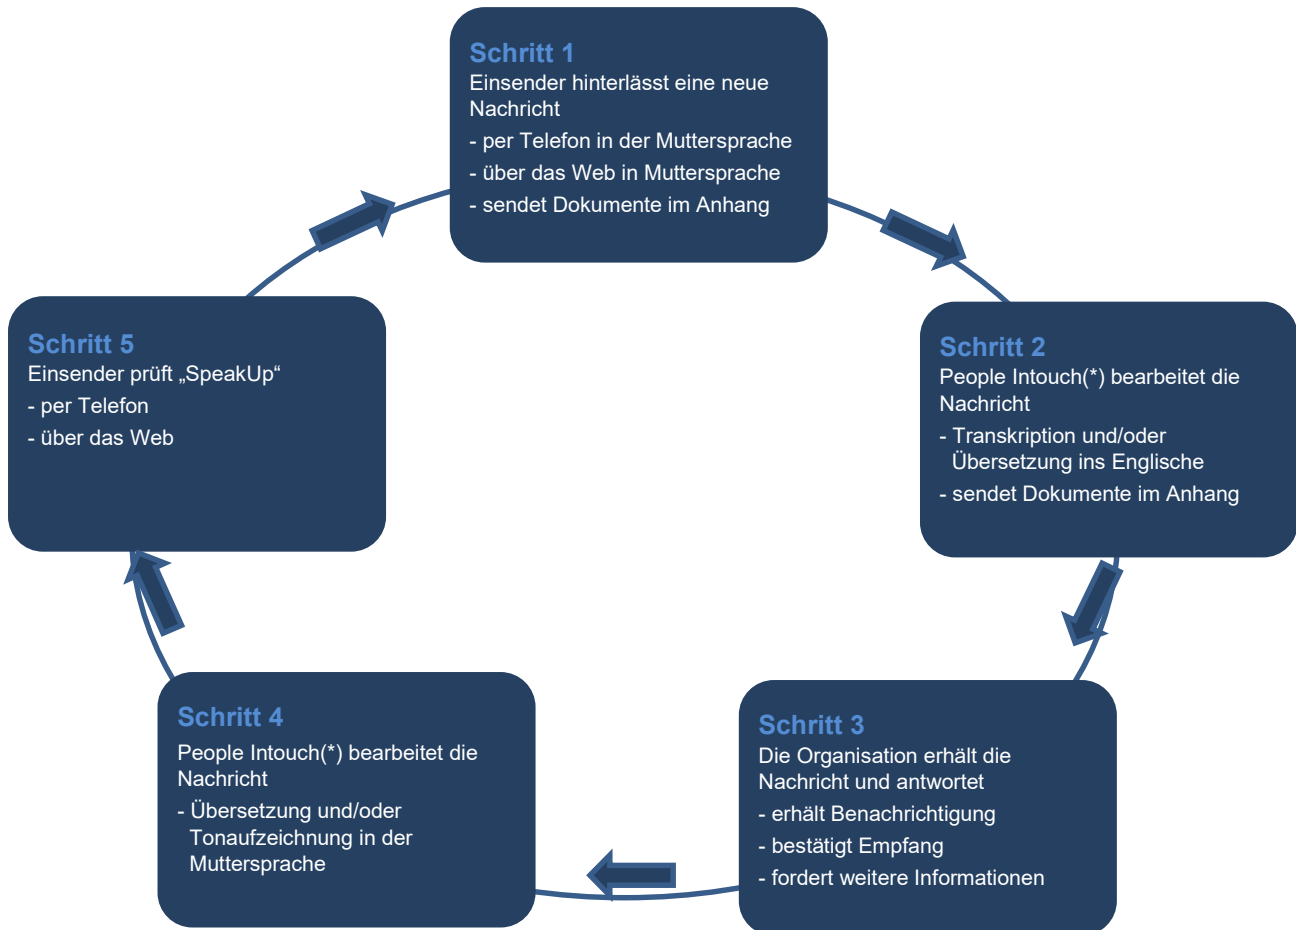 Schritt 1
Einsender hinterlässt eine neue
Nachricht
- per Telefon in der Muttersprache
- über das Web in Muttersprache
- sendet Dokumente im Anhang
Schritt 2
People Intouch(*) bearbeitet die
Nachricht
- Transkription und/oder
Übersetzung ins Englische
- sendet Dokumente im Anhang
Schritt 3
Die Organisation erhält die
Nachricht und antwortet
- erhält Benachrichtigung
- bestätigt Empfang
- fordert weitere Informationen
Schritt 4
People Intouch(*) bearbeitet die
Nachricht
- Übersetzung und/oder
Tonaufzeichnung in der
Muttersprache
Schritt 5
Einsender prüft „SpeakUp“
- per Telefon
- über das Web